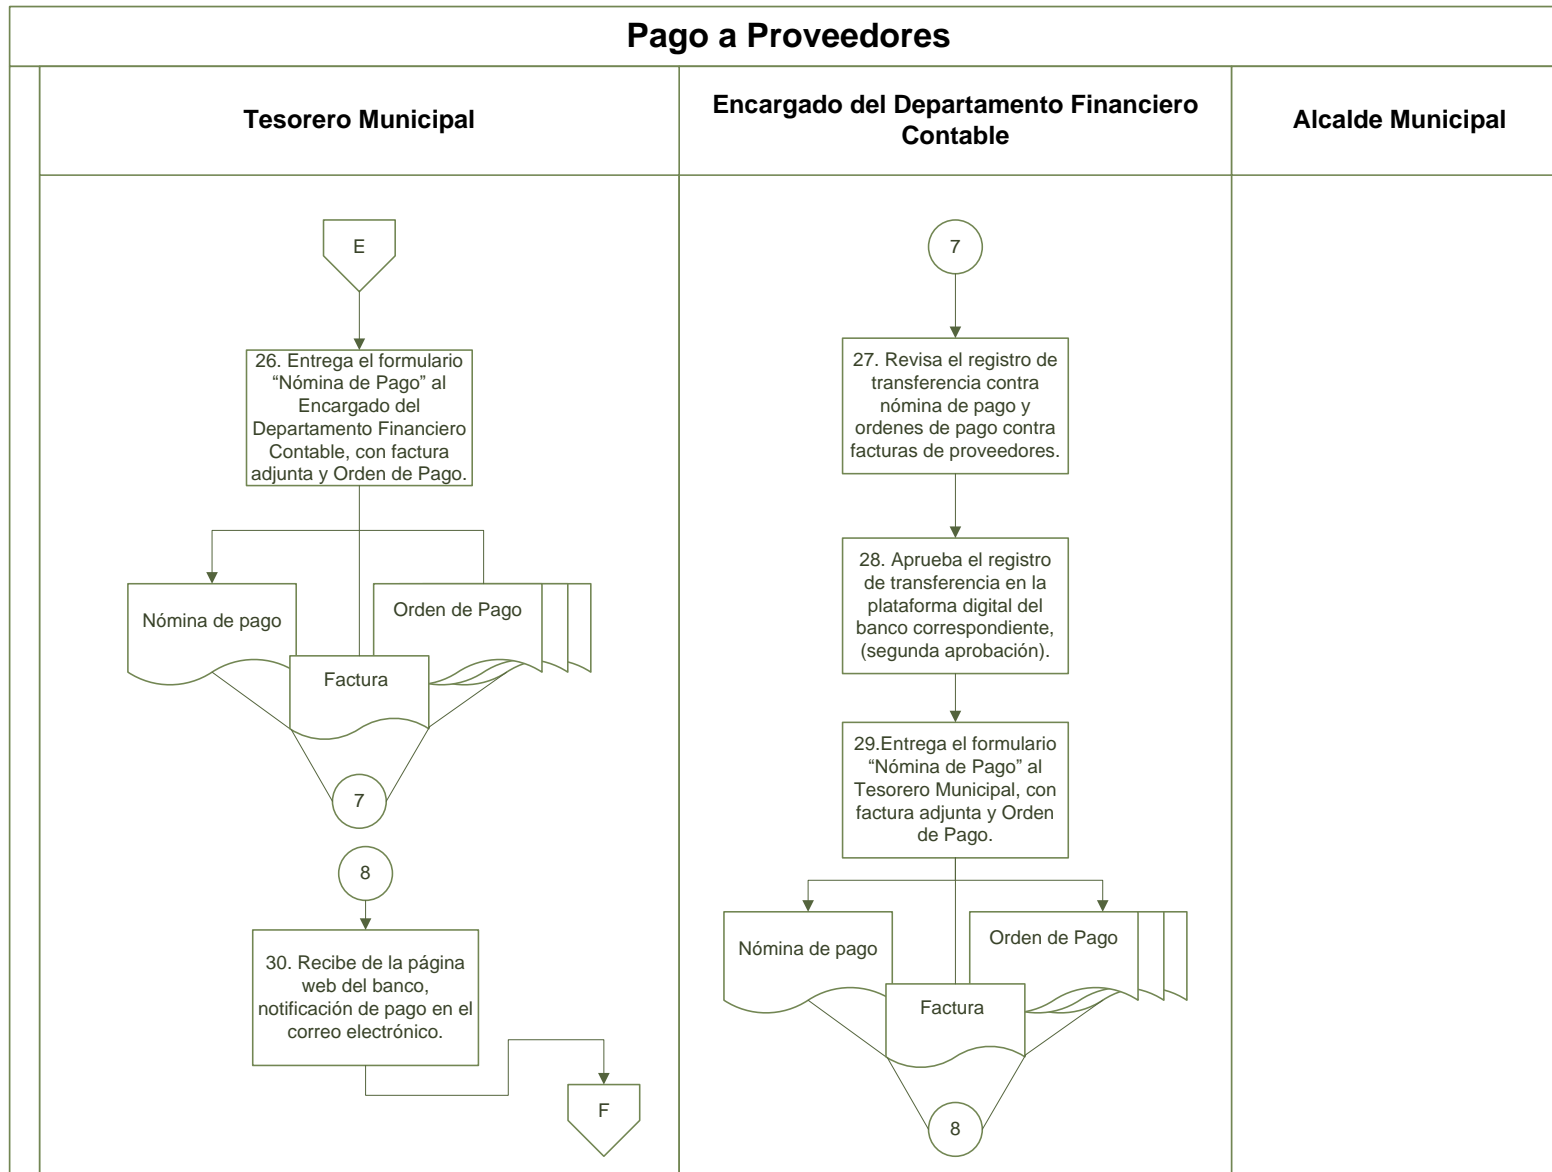 Pago a Proveedores
Tesorero Municipal
Encargado del Departamento Financiero
Contable
Alcalde Municipal
E
26. Entrega el formulario
“Nómina de Pago” al
Encargado del
Departamento Financiero
Contable, con factura
adjunta y Orden de Pago.
Nómina de pago
Orden de Pago
Factura
7
8
30. Recibe de la página
web del banco,
notificación de pago en el
correo electrónico.
F
7
27. Revisa el registro de
transferencia contra
nómina de pago y
ordenes de pago contra
facturas de proveedores.
28. Aprueba el registro
de transferencia en la
plataforma digital del
banco correspondiente,
(segunda aprobación).
29.Entrega el formulario
“Nómina de Pago” al
Tesorero Municipal, con
factura adjunta y Orden
de Pago.
Nómina de pago
Orden de Pago
Factura
8